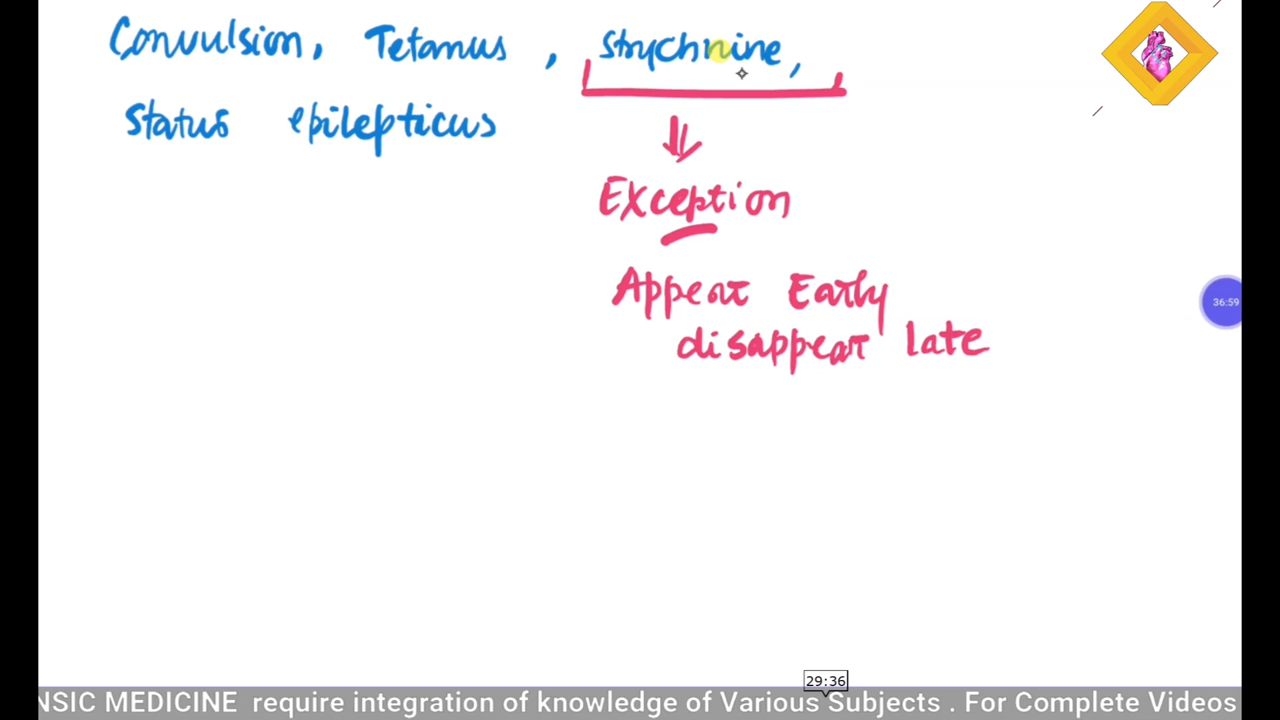 Convulsion, Tetanus, Strychnine,
Status epilepticus
Exception
Appear Early
disappear late
36:59
29:36
NSIC MEDICINE require integration of knowledge of Various Subjects . For Complete Videos